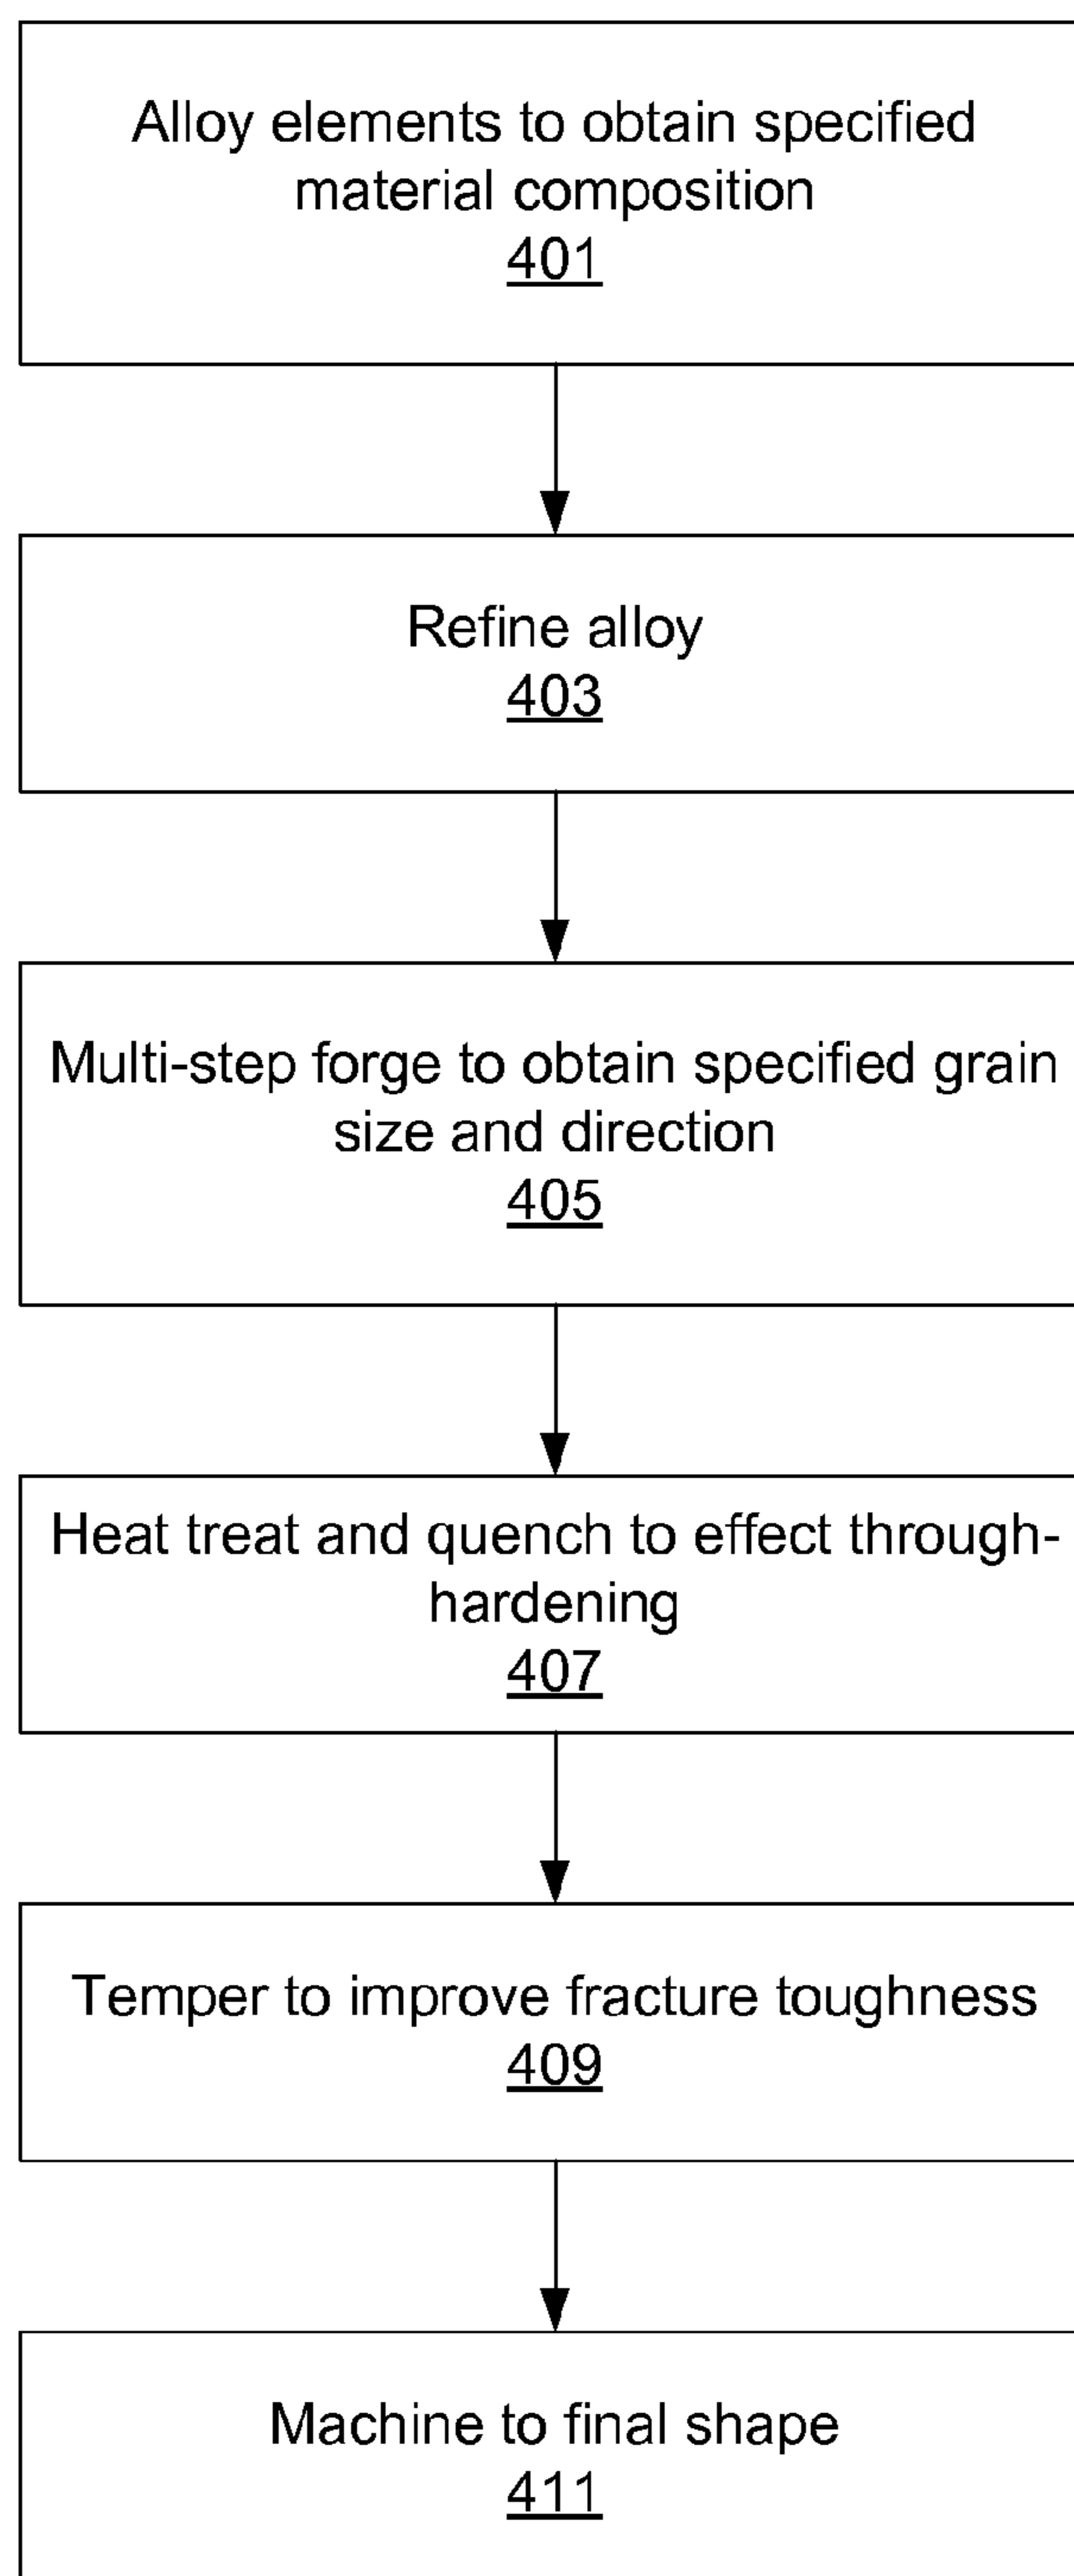 Alloy elements to obtain specified
material composition
401
Refine alloy
403
Multi-step forge to obtain specified grain
size and direction
405
Heat treat and quench to effect through-
hardening
407
Temper to improve fracture toughness
409
Machine to final shape
411